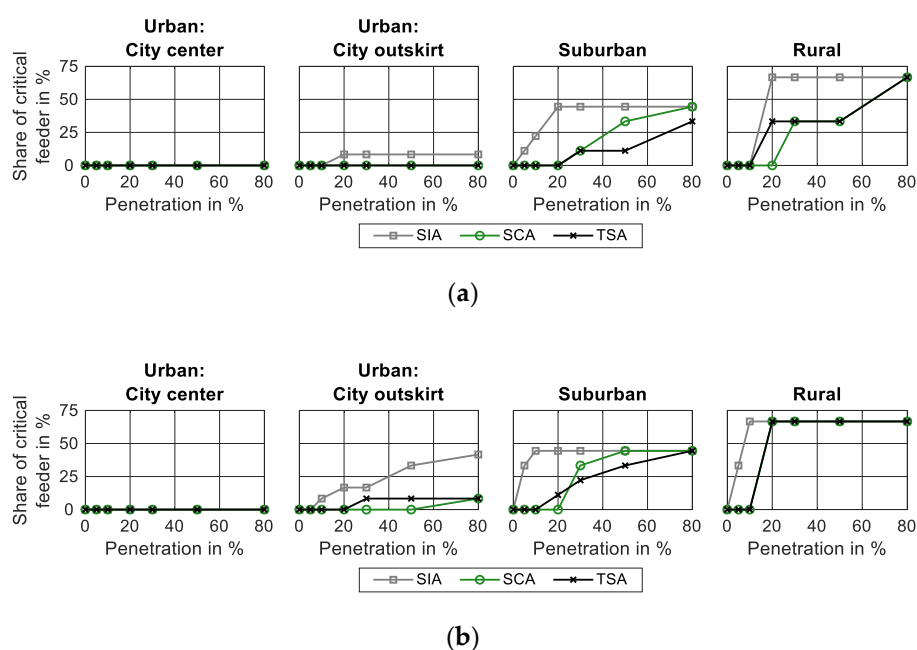 Urban:
City center
Urban:
City outskirt
Suburban
Rural
Share of critical
feeder in %
75
50
25
0
0 20 40 60 80
0 20 40 60 80
0 20 40 60 80
0 20 40 60 80
Penetration in %
Penetration in %
Penetration in %
Penetration in %
SIA SCA TSA
(a)
Urban:
City center
Urban:
City outskirt
Suburban
Rural
Share of critical
feeder in %
75
50
25
0
0 20 40 60 80
0 20 40 60 80
0 20 40 60 80
0 20 40 60 80
Penetration in %
Penetration in %
Penetration in %
Penetration in %
SIA SCA TSA
(b)